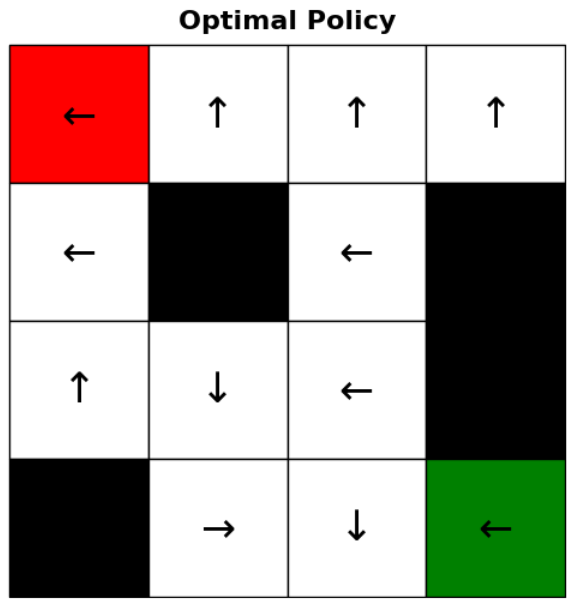 Optimal Policy
← ↑ ↑ ↑
← ←
↑ ↓ ←
→ ↓ ←